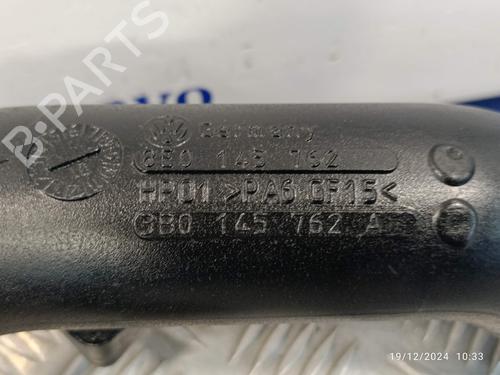 Germany
6B0 145 762
HP01 >PA6 GF15<
6B0 145 762 A
B-PARTS
19/12/2024 10:33